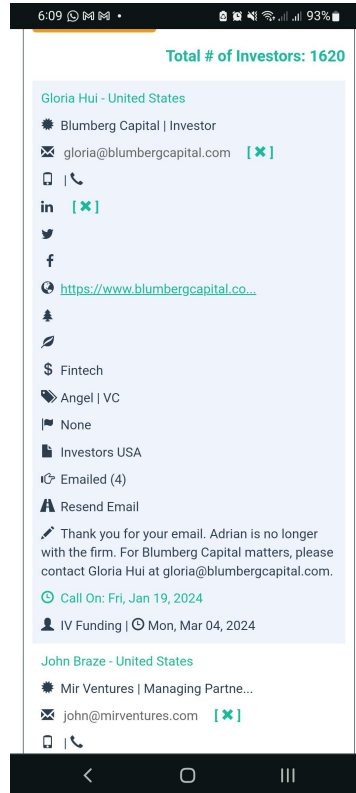 6:09 93%
Total # of Investors: 1620
Gloria Hui - United States
Blumberg Capital | Investor
gloria@blumbergcapital.com [ ✖ ]
|
in [ ✖ ]
f
https://www.blumbergcapital.co...
$ Fintech
Angel | VC
None
Investors USA
Emailed (4)
Resend Email
Thank you for your email. Adrian is no longer
with the firm. For Blumberg Capital matters, please
contact Gloria Hui at gloria@blumbergcapital.com.
Call On: Fri, Jan 19, 2024
IV Funding | Mon, Mar 04, 2024
John Braze - United States
Mir Ventures | Managing Partne...
john@mirventures.com [ ✖ ]
|